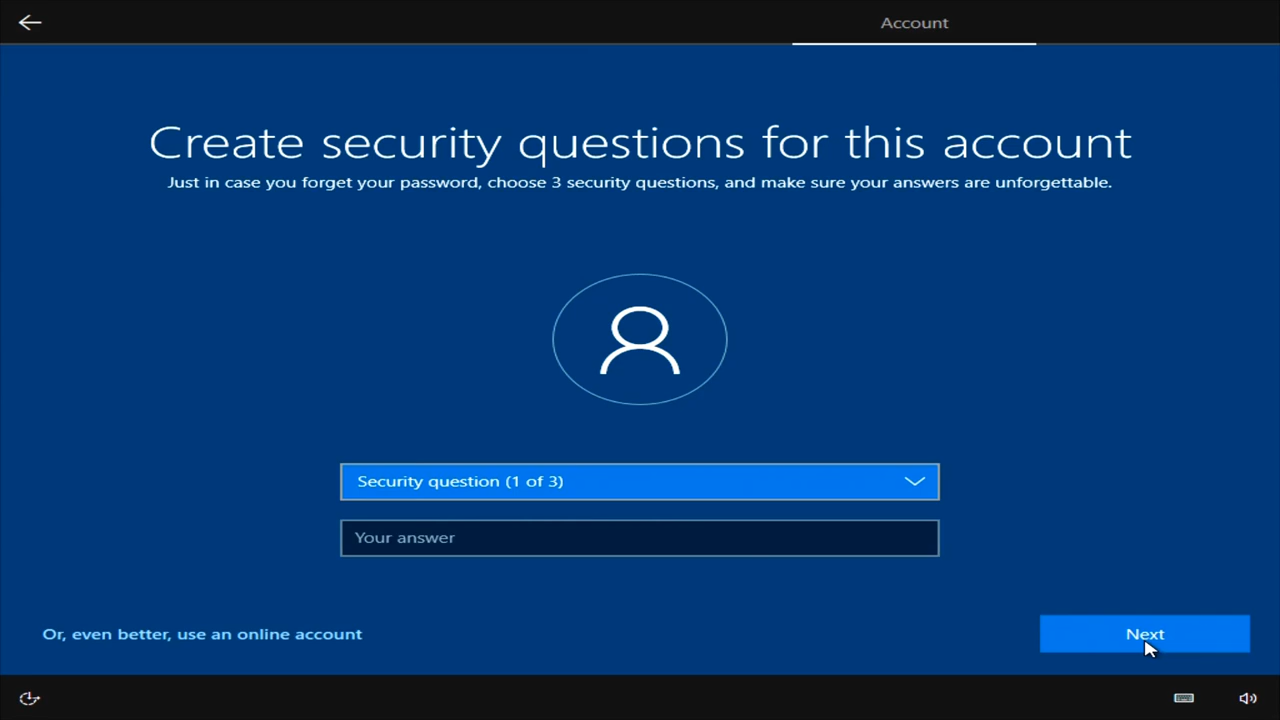 Account
Create security questions for this account
Just in case you forget your password, choose 3 security questions, and make sure your answers are unforgettable.
Security question (1 of 3)
Your answer
Or, even better, use an online account
Next